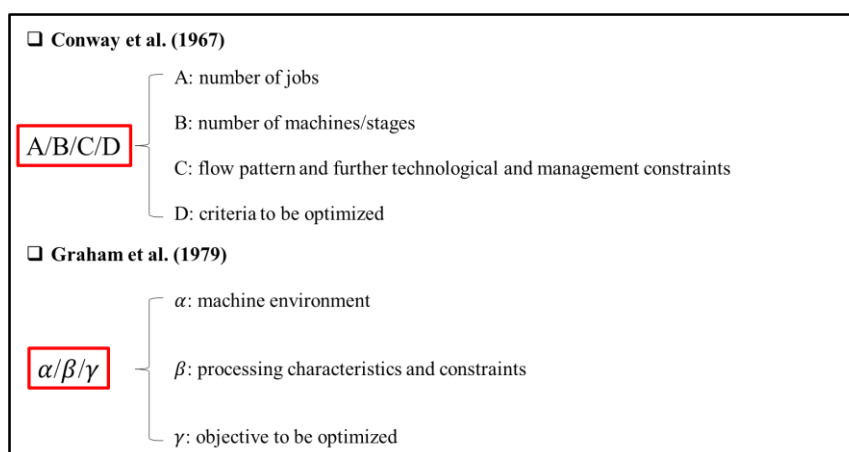 ❑ Conway et al. (1967)
A: number of jobs
B: number of machines/stages
A/B/C/D
C: flow pattern and further technological and management constraints
D: criteria to be optimized
❑ Graham et al. (1979)
α: machine environment
α/β/γ
β: processing characteristics and constraints
γ: objective to be optimized